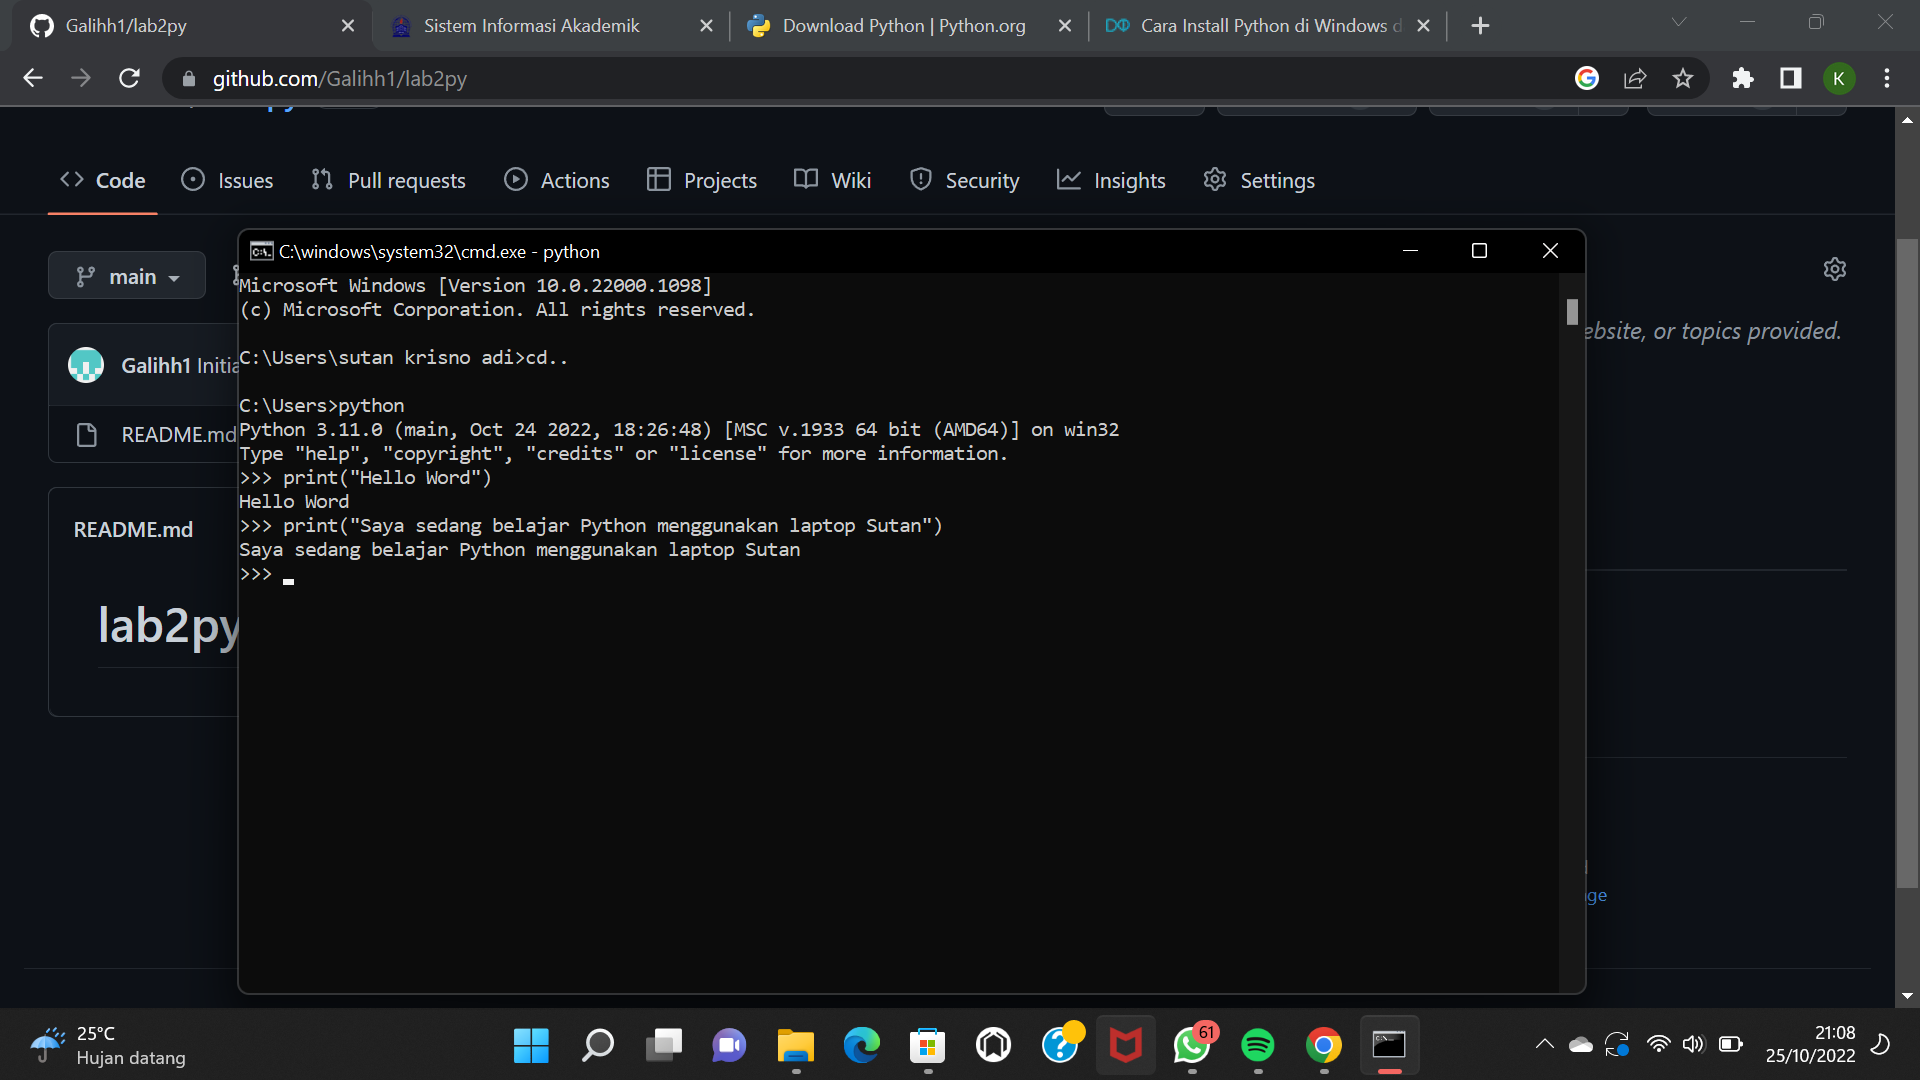 Galihh1/lab2py
Sistem Informasi Akademik
Download Python | Python.org
Cara Install Python di Windows d
github.com/Galihh1/lab2py
K
Code
Issues
Pull requests
Actions
Projects
Wiki
Security
Insights
Settings
main
C:\windows\system32\cmd.exe - python
Microsoft Windows [Version 10.0.22000.1098]
(c) Microsoft Corporation. All rights reserved.
C:\Users\sutan krisno adi>cd..
C:\Users>python
Python 3.11.0 (main, Oct 24 2022, 18:26:48) [MSC v.1933 64 bit (AMD64)] on win32
Type "help", "copyright", "credits" or "license" for more information.
>>> print("Hello Word")
Hello Word
>>> print("Saya sedang belajar Python menggunakan laptop Sutan")
Saya sedang belajar Python menggunakan laptop Sutan
>>>
ebsite, or topics provided.
Galihh1 Initia
README.md
README.md
lab2py
ge
25°C
Hujan datang
61
21:08
25/10/2022